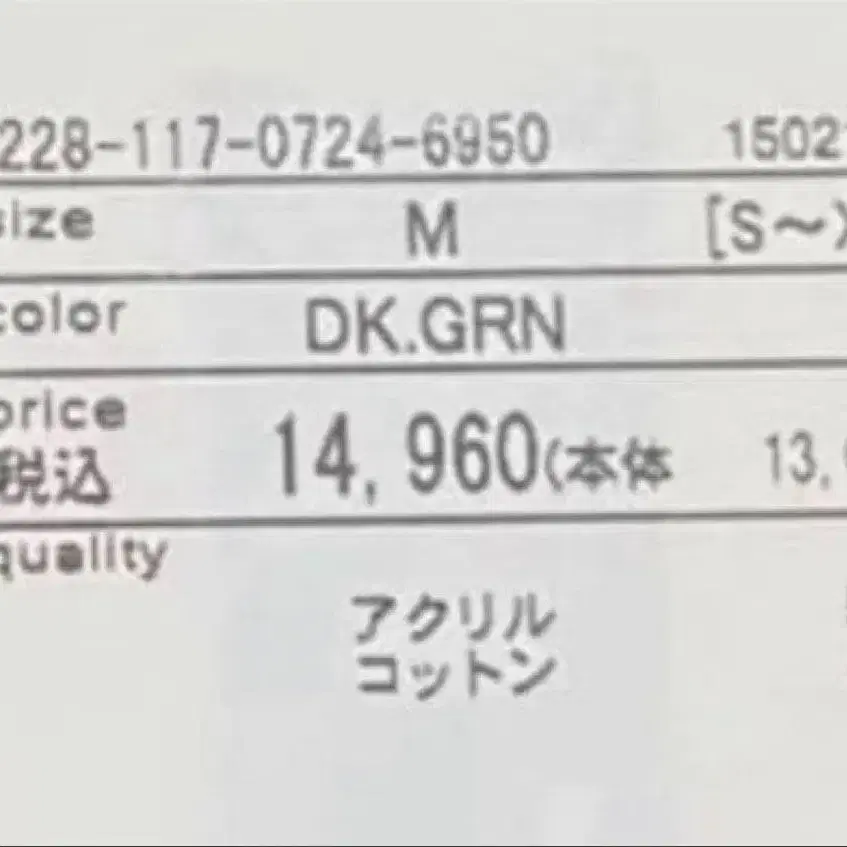 228-117-0724-6950 1502
size M [S～X
color DK.GRN
price
税込 14,960(本体 13,
quality
アクリル
コットン